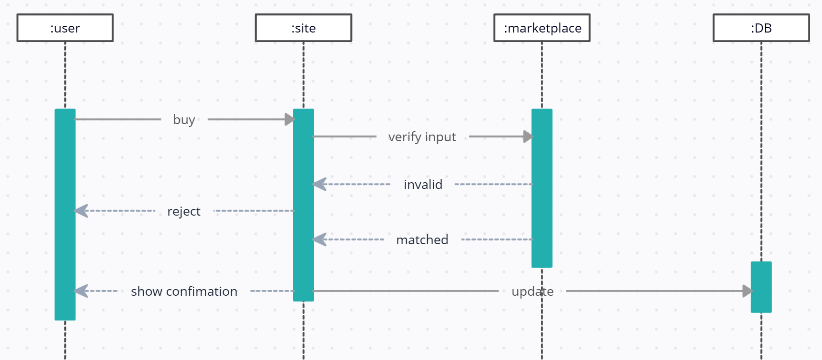 :user
:site
:marketplace
:DB
buy
verify input
invalid
reject
matched
show confimation
update